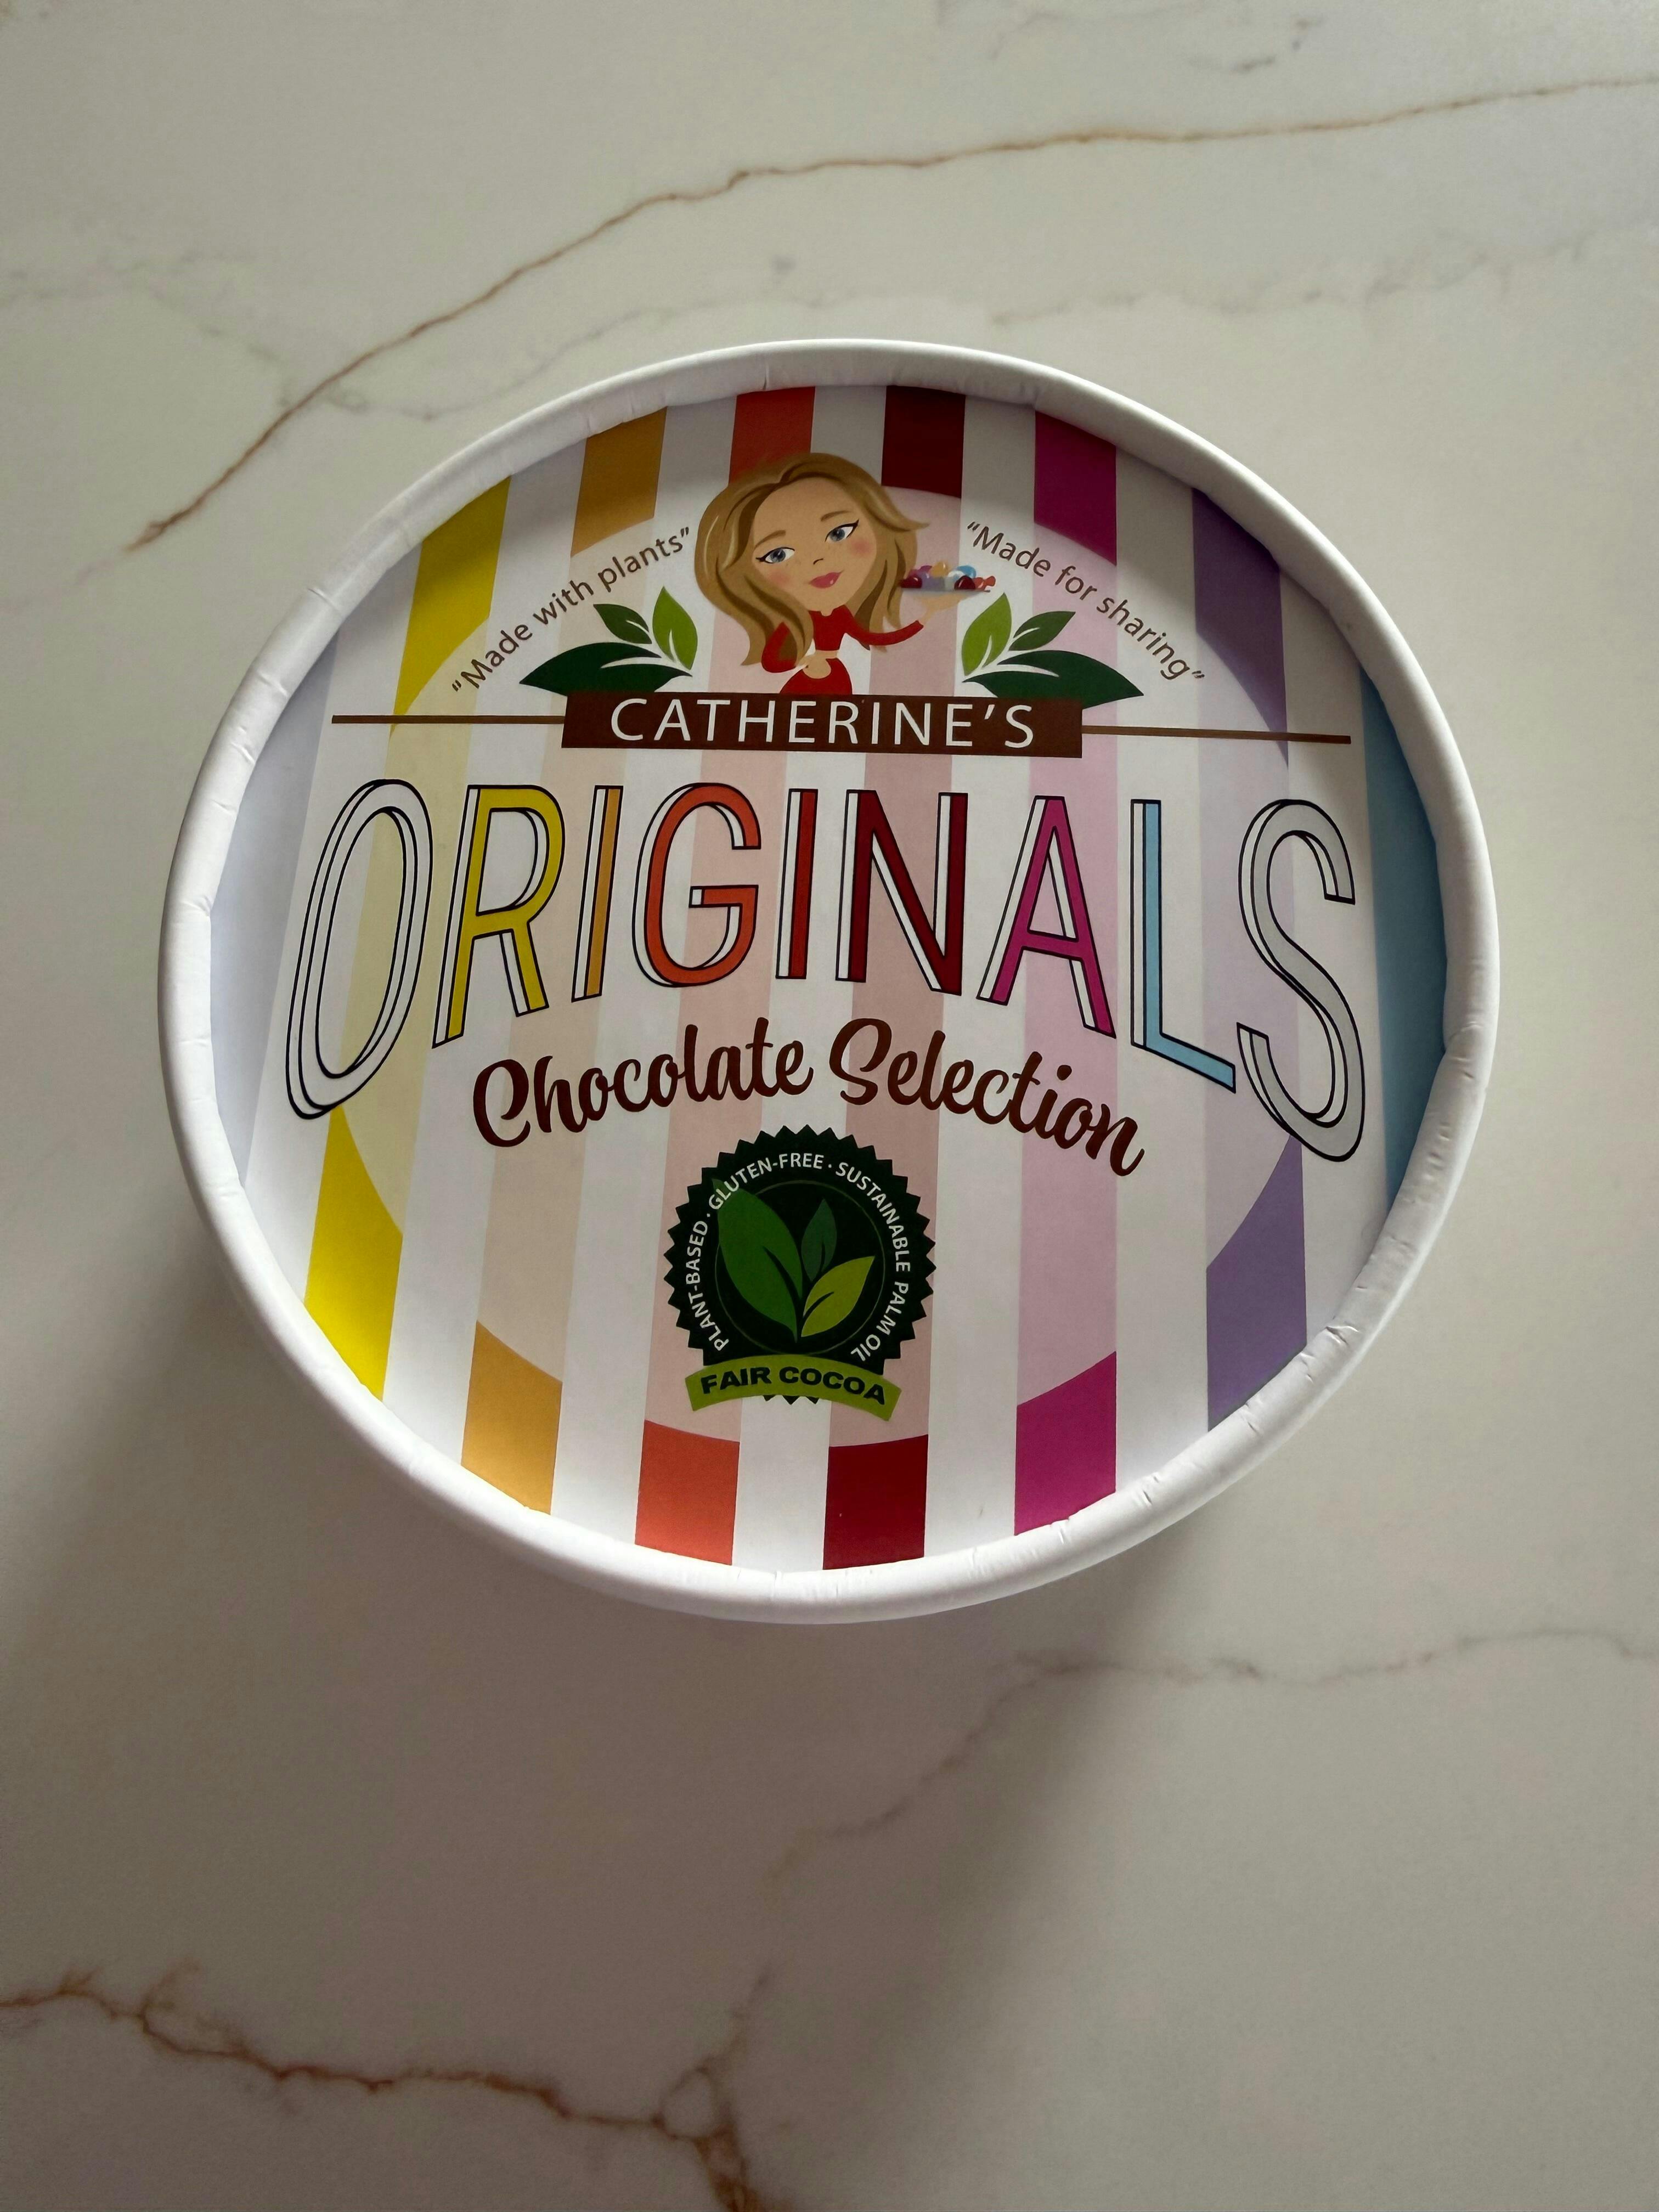 "Made with plants"
"Made for sharing"
CATHERINE'S
ORIGINALS
Chocolate Selection
PLANT-BASED · GLUTEN-FREE · SUSTAINABLE PALM OIL
FAIR COCOA